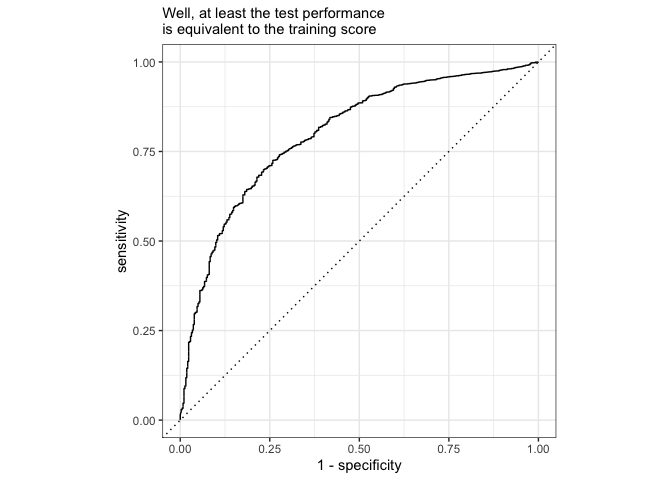 Well, at least the test performance
is equivalent to the training score
1.00
0.75
0.50
0.25
0.00
sensitivity
0.00 0.25 0.50 0.75 1.00
1 - specificity